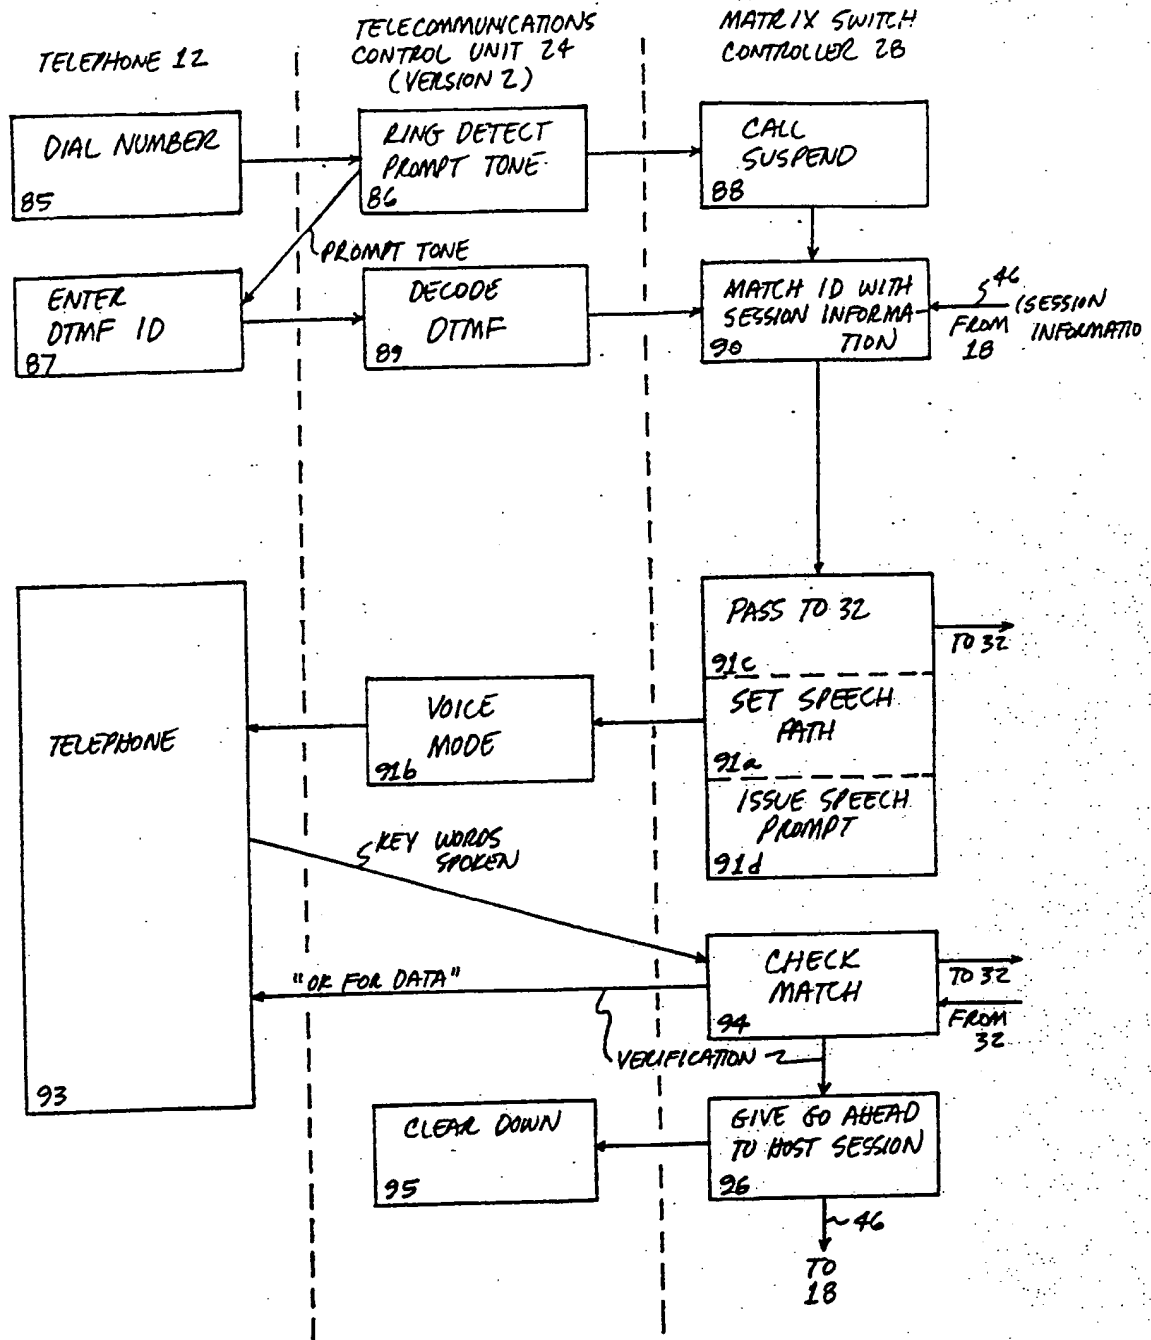 TELEPHONE 12
TELECOMMUNICATIONS
CONTROL UNIT 24
(VERSION 2)
MATRIX SWITCH
CONTROLLER 28
DIAL NUMBER
85
RING DETECT
PROMPT TONE
86
CALL
SUSPEND
88
PROMPT TONE
ENTER
DTMF ID
87
DECODE
DTMF
89
MATCH ID WITH
SESSION INFORMA-
TION
90
46
(SESSION
INFORMATIO
FROM
18
PASS TO 32
91c
TO 32
SET SPEECH
PATH
91a
ISSUE SPEECH
PROMPT
91d
VOICE
MODE
91b
TELEPHONE
93
KEY WORDS
SPOKEN
CHECK
MATCH
94
TO 32
FROM
32
"OK FOR DATA"
VERIFICATION
CLEAR DOWN
95
GIVE GO AHEAD
TO HOST SESSION
96
46
TO
18